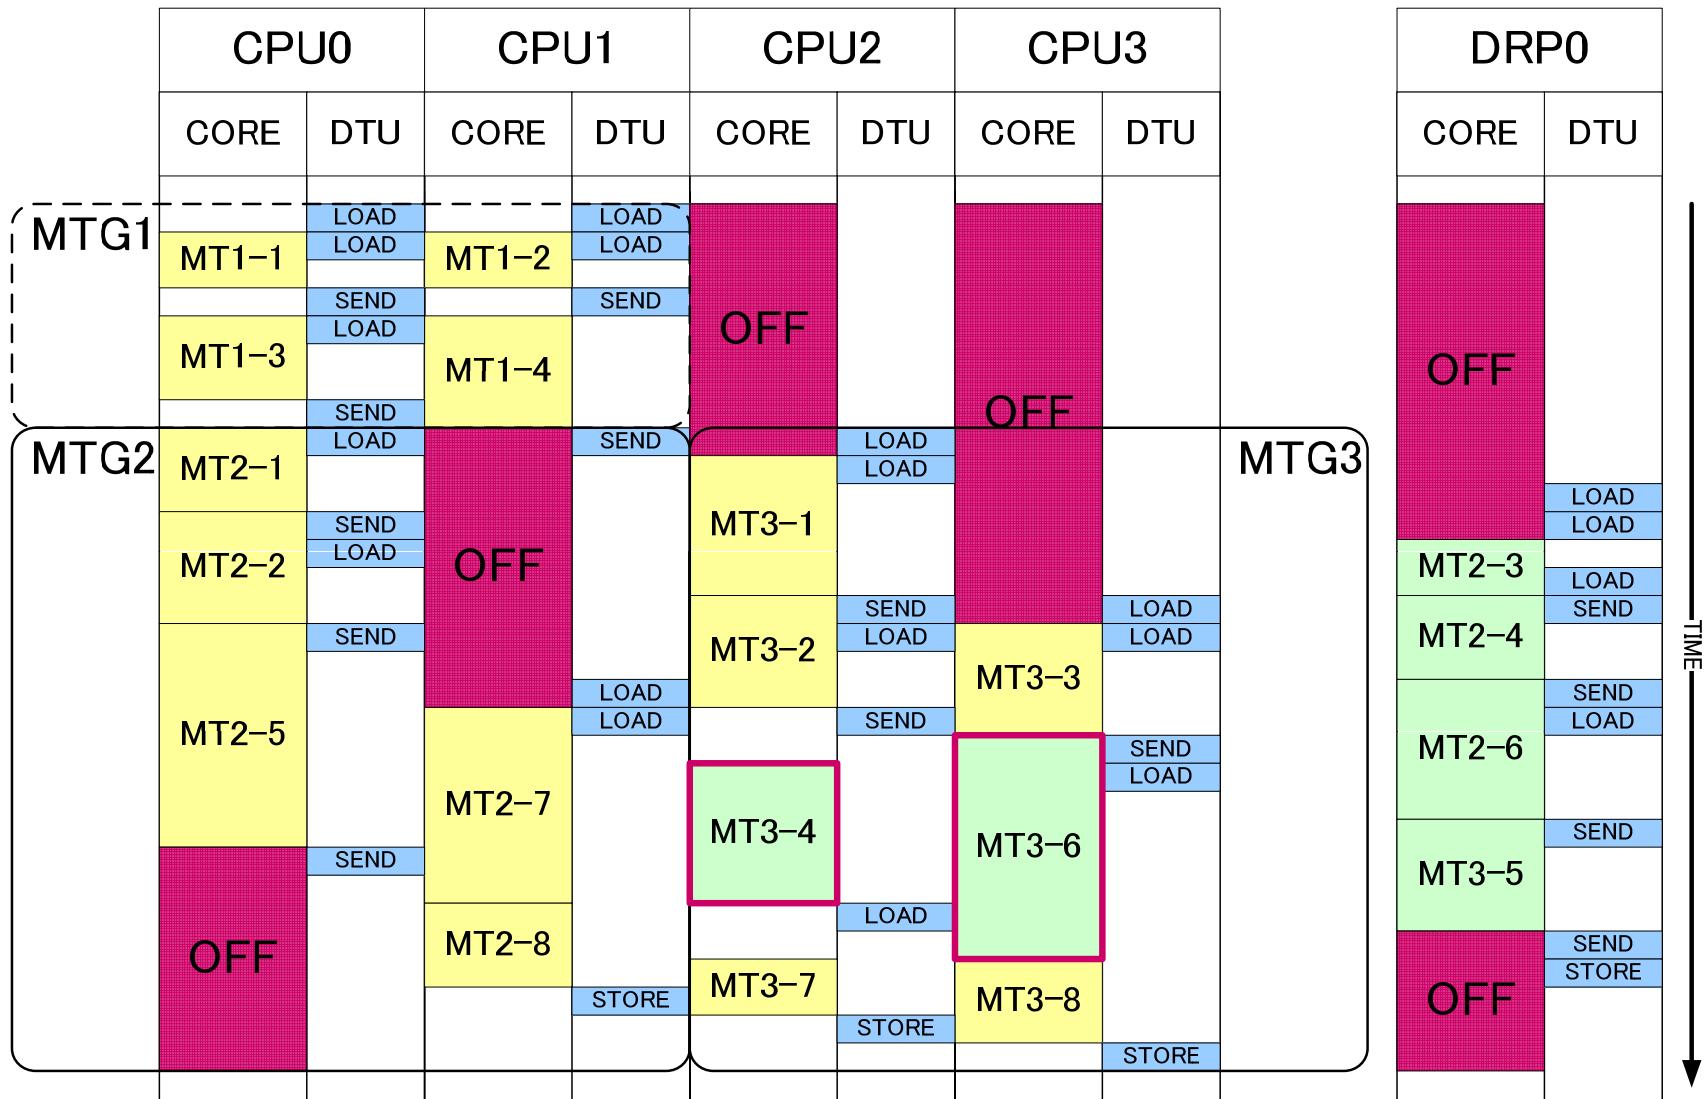 CPU0 CPU1 CPU2 CPU3 DRP0
CORE DTU CORE DTU CORE DTU CORE DTU CORE DTU
LOAD LOAD
MTG1
LOAD LOAD
MT1-1 MT1-2
SEND SEND
LOAD OFF
MT1-3 MT1-4 OFF
OFF
SEND
LOAD SEND LOAD
MTG2 MT2-1 LOAD MTG3
LOAD
SEND MT3-1 LOAD
LOAD
MT2-2 OFF MT2-3
LOAD
SEND LOAD SEND
SEND LOAD LOAD MT2-4
MT3-2
MT3-3
LOAD SEND
LOAD SEND LOAD
MT2-5 SEND MT2-6
LOAD
MT2-7
MT3-4 SEND
MT3-6
SEND MT3-5
LOAD
MT2-8 SEND
OFF STORE
MT3-7
STORE MT3-8 OFF
STORE
STORE
TIME